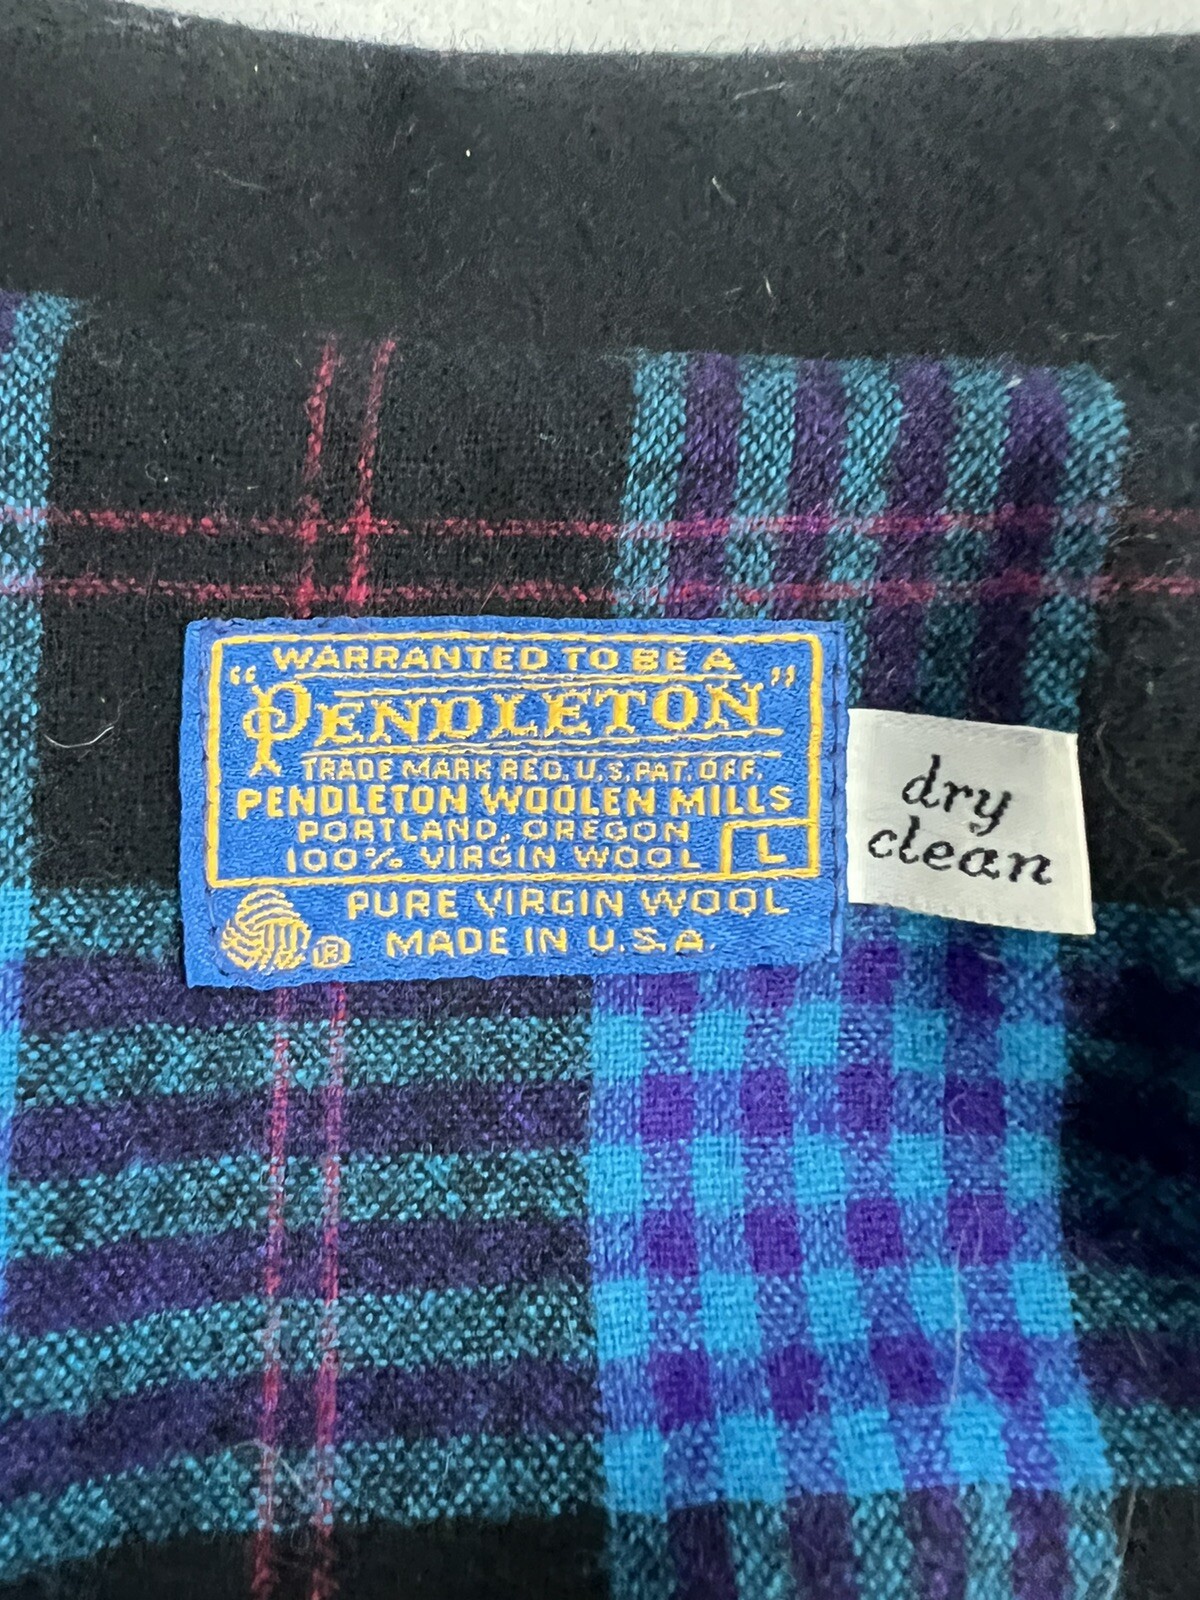 WARRANTED TO BE A
"PENDLETON"
TRADE MARK REG. U.S. PAT. OFF.
PENDLETON WOOLEN MILLS
PORTLAND, OREGON
100% VIRGIN WOOL L
PURE VIRGIN WOOL
® MADE IN U.S.A.
dry
clean